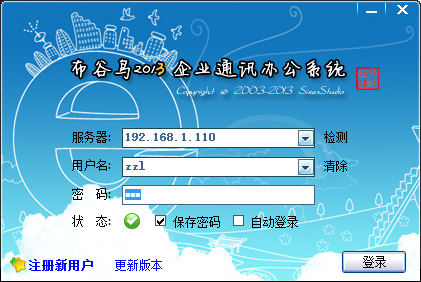 布谷鸟2013企业通讯办公系统
Copyright © 2003-2013 SizenStudo
服务器: 192.168.1.110 检测
用户名: zzl 清除
密 码:
状 态: 保存密码 自动登录
注册新用户 更新版本 登录